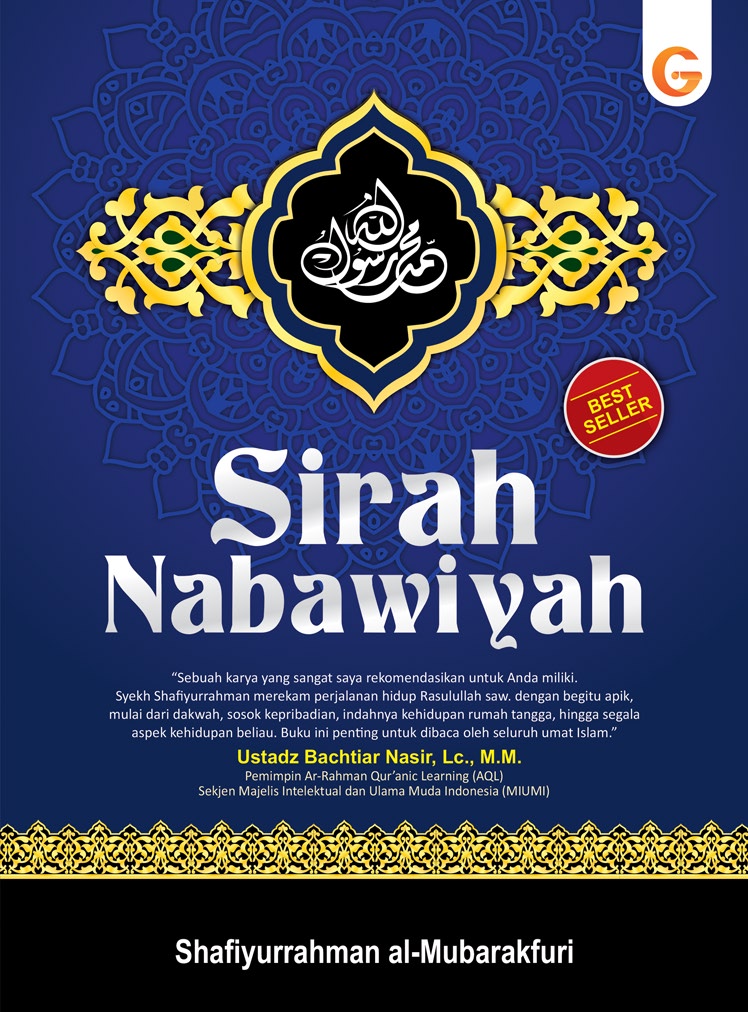 G
محمد رسول الله
BEST
SELLER
Sirah
Nabawiyah
“Sebuah karya yang sangat saya rekomendasikan untuk Anda miliki.
Syekh Shafiyurrahman merekam perjalanan hidup Rasulullah saw. dengan begitu apik,
mulai dari dakwah, sosok kepribadian, indahnya kehidupan rumah tangga, hingga segala
aspek kehidupan beliau. Buku ini penting untuk dibaca oleh seluruh umat Islam.”
Ustadz Bachtiar Nasir, Lc., M.M.
Pemimpin Ar-Rahman Qur’anic Learning (AQL)
Sekjen Majelis Intelektual dan Ulama Muda Indonesia (MIUMI)
Shafiyurrahman al-Mubarakfuri